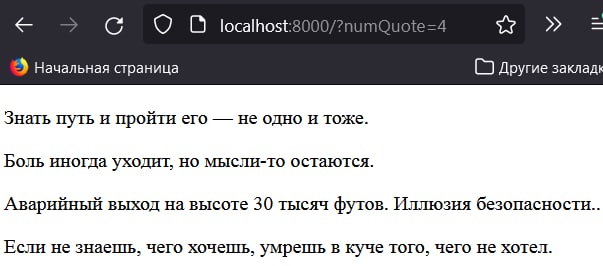 localhost:8000/?numQuote=4
Начальная страница
Другие заклад
Знать путь и пройти его — не одно и тоже.
Боль иногда уходит, но мысли-то остаются.
Аварийный выход на высоте 30 тысяч футов. Иллюзия безопасности..
Если не знаешь, чего хочешь, умрешь в куче того, чего не хотел.